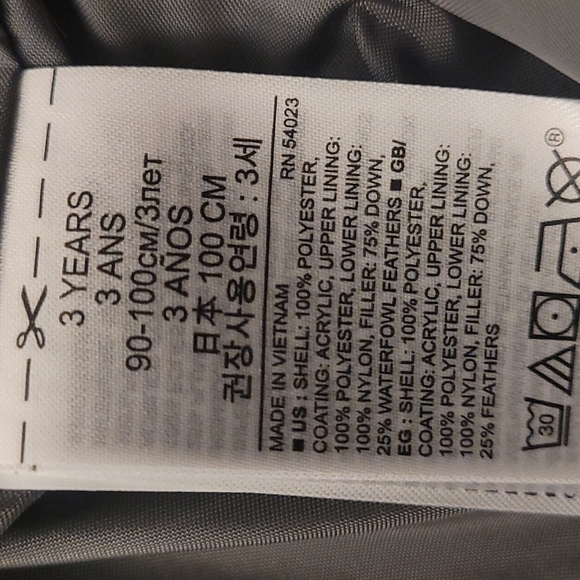 3 YEARS
3 ANS
90-100см/3лет
3 AÑOS
日本 100 CM
권장사용연령 : 3세
RN 54023
MADE IN VIETNAM
■ US : SHELL: 100% POLYESTER,
COATING: ACRYLIC, UPPER LINING:
100% POLYESTER, LOWER LINING:
100% NYLON, FILLER: 75% DOWN,
25% WATERFOWL FEATHERS ■ GB/
EG : SHELL: 100% POLYESTER,
COATING: ACRYLIC, UPPER LINING:
100% POLYESTER, LOWER LINING:
100% NYLON, FILLER: 75% DOWN,
25% FEATHERS
30
®